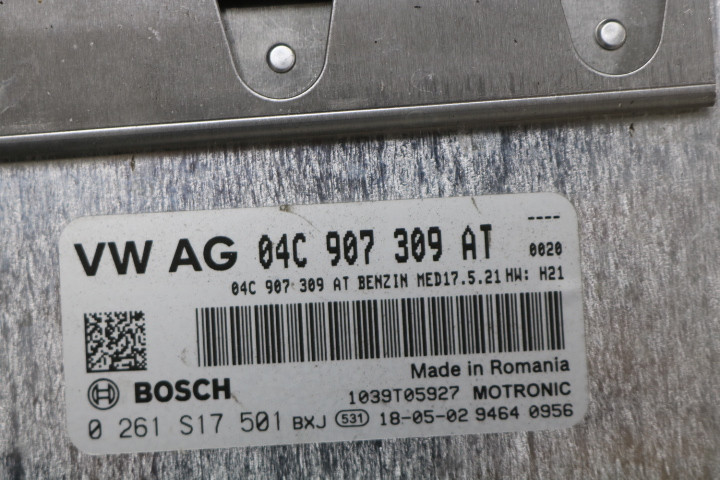 ----
VW AG 04C 907 309 AT 0020
04C 907 309 AT BENZIN MED17.5.21 HW: H21
Made in Romania
BOSCH 1039T05927 MOTRONIC
0 261 S17 501 BXJ 531 18-05-02 9464 0956